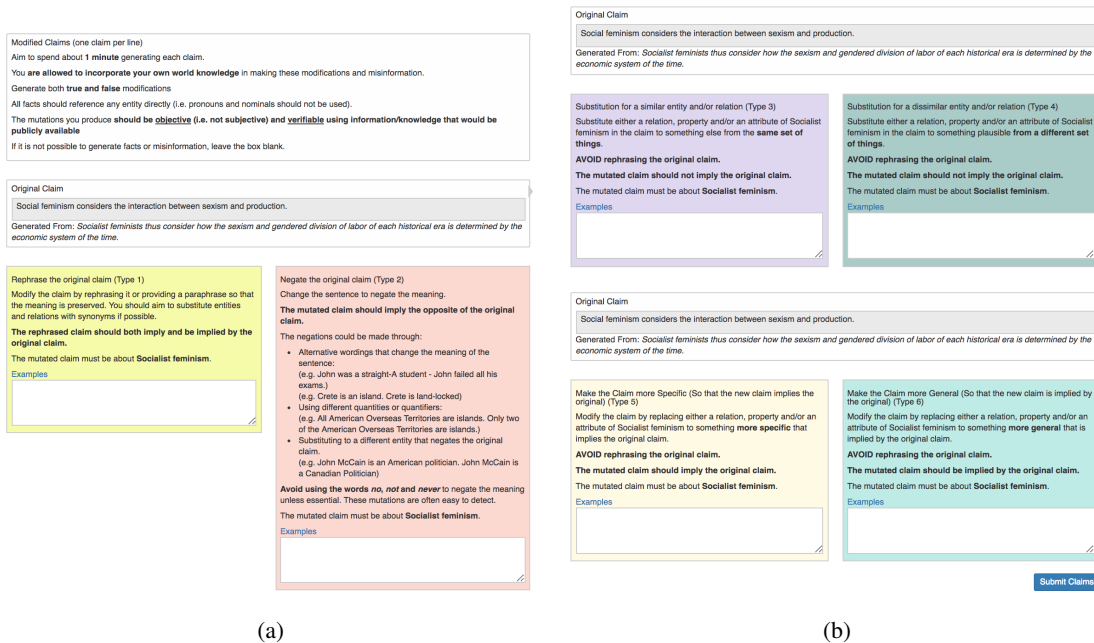 Modified Claims (one claim per line)
Aim to spend about 1 minute generating each claim.
You are allowed to incorporate your own world knowledge in making these modifications and misinformation.
Generate both true and false modifications
All facts should reference any entity directly (i.e. pronouns and nominals should not be used).
The mutations you produce should be objective (i.e. not subjective) and verifiable using information/knowledge that would be
publicly available
If it is not possible to generate facts or misinformation, leave the box blank.
Original Claim
Social feminism considers the interaction between sexism and production.
Generated From: Socialist feminists thus consider how the sexism and gendered division of labor of each historical era is determined by the
economic system of the time.
Rephrase the original claim (Type 1)
Modify the claim by rephrasing it or providing a paraphrase so that
the meaning is preserved. You should aim to substitute entities
and relations with synonyms if possible.
The rephrased claim should both imply and be implied by the
original claim.
The mutated claim must be about Socialist feminism.
Examples
Negate the original claim (Type 2)
Change the sentence to negate the meaning.
The mutated claim should imply the opposite of the original
claim.
The negations could be made through:
• Alternative wordings that change the meaning of the
sentence:
(e.g. John was a straight-A student - John failed all his
exams.)
(e.g. Crete is an island. Crete is land-locked)
• Using different quantities or quantifiers:
(e.g. All American Overseas Territories are islands. Only two
of the American Overseas Territories are islands.)
• Substituting to a different entity that negates the original
claim.
(e.g. John McCain is an American politician. John McCain is
a Canadian Politician)
Avoid using the words no, not and never to negate the meaning
unless essential. These mutations are often easy to detect.
The mutated claim must be about Socialist feminism.
Examples
(a)
Original Claim
Social feminism considers the interaction between sexism and production.
Generated From: Socialist feminists thus consider how the sexism and gendered division of labor of each historical era is determined by the
economic system of the time.
Substitution for a similar entity and/or relation (Type 3)
Substitute either a relation, property and/or an attribute of Socialist
feminism in the claim to something else from the same set of
things.
AVOID rephrasing the original claim.
The mutated claim should not imply the original claim.
The mutated claim must be about Socialist feminism.
Examples
Substitution for a dissimilar entity and/or relation (Type 4)
Substitute either a relation, property and/or an attribute of Socialist
feminism in the claim to something plausible from a different set
of things.
AVOID rephrasing the original claim.
The mutated claim should not imply the original claim.
The mutated claim must be about Socialist feminism.
Examples
Original Claim
Social feminism considers the interaction between sexism and production.
Generated From: Socialist feminists thus consider how the sexism and gendered division of labor of each historical era is determined by the
economic system of the time.
Make the Claim more Specific (So that the new claim implies the
original) (Type 5)
Modify the claim by replacing either a relation, property and/or an
attribute of Socialist feminism to something more specific that
implies the original claim.
AVOID rephrasing the original claim.
The mutated claim should imply the original claim.
The mutated claim must be about Socialist feminism.
Examples
Make the Claim more General (So that the new claim is implied by
the original) (Type 6)
Modify the claim by replacing either a relation, property and/or an
attribute of Socialist feminism to something more general that is
implied by the original claim.
AVOID rephrasing the original claim.
The mutated claim should be implied by the original claim.
The mutated claim must be about Socialist feminism.
Examples
Submit Claims
(b)